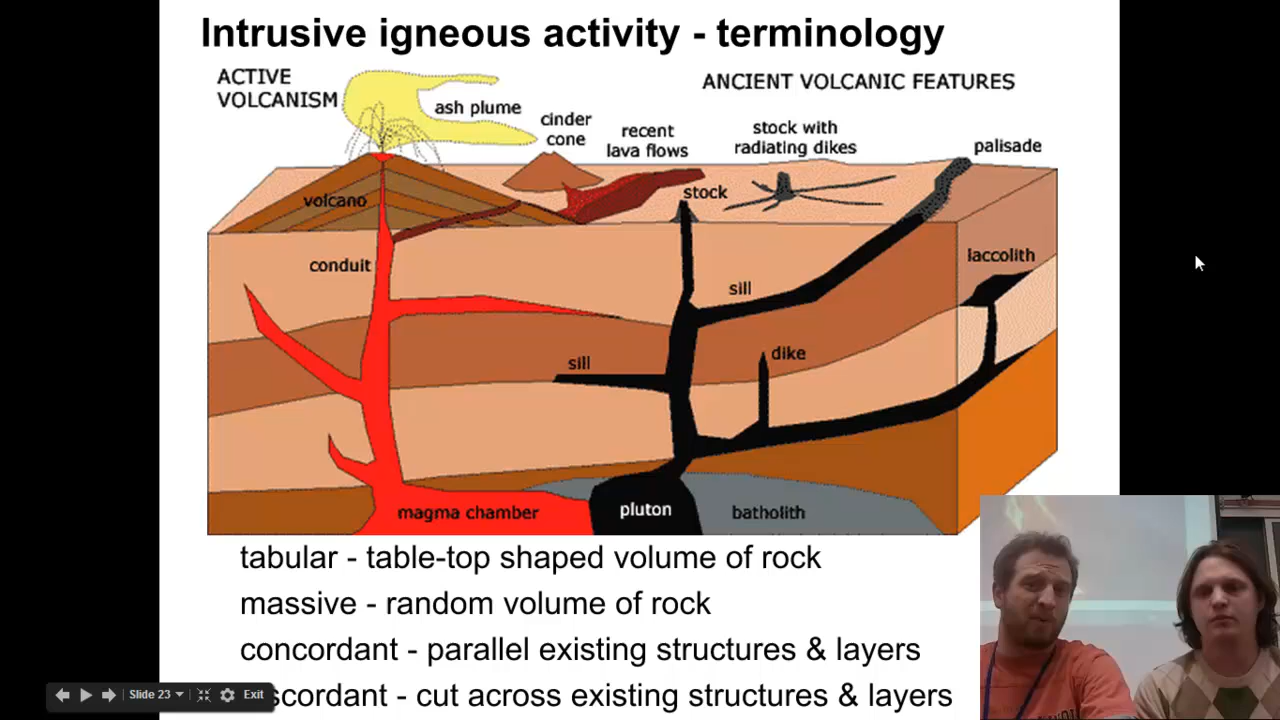 Intrusive igneous activity - terminology
ACTIVE
VOLCANISM
ANCIENT VOLCANIC FEATURES
ash plume
cinder
cone
recent
lava flows
stock with
radiating dikes
palisade
volcano
stock
conduit
laccolith
sill
sill
dike
magma chamber
pluton
batholith
tabular - table-top shaped volume of rock
massive - random volume of rock
concordant - parallel existing structures & layers
scordant - cut across existing structures & layers
Slide 23
Exit